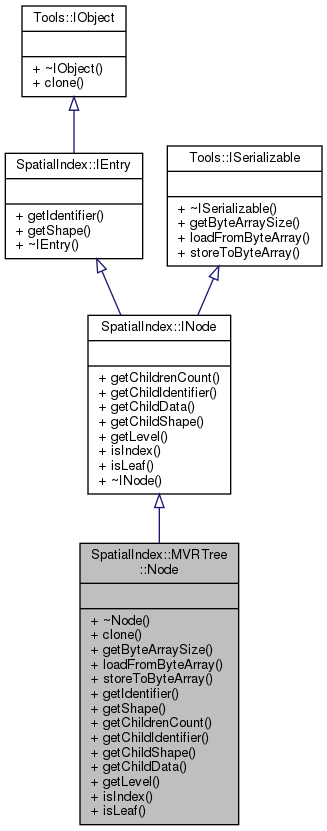 Tools::IObject
+ ~IObject()
+ clone()
SpatialIndex::IEntry
+ getIdentifier()
+ getShape()
+ ~IEntry()
Tools::ISerializable
+ ~ISerializable()
+ getByteArraySize()
+ loadFromByteArray()
+ storeToByteArray()
SpatialIndex::INode
+ getChildrenCount()
+ getChildIdentifier()
+ getChildData()
+ getChildShape()
+ getLevel()
+ isIndex()
+ isLeaf()
+ ~INode()
SpatialIndex::MVRTree
::Node
+ ~Node()
+ clone()
+ getByteArraySize()
+ loadFromByteArray()
+ storeToByteArray()
+ getIdentifier()
+ getShape()
+ getChildrenCount()
+ getChildIdentifier()
+ getChildShape()
+ getChildData()
+ getLevel()
+ isIndex()
+ isLeaf()